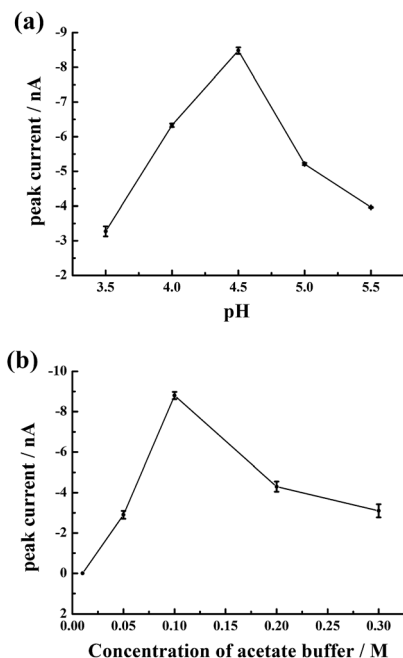 (a)
-9
-8
-7
-6
-5
-4
-3
-2
peak current / nA
3.5 4.0 4.5 5.0 5.5
pH
(b)
-10
-8
-6
-4
-2
0
2
peak current / nA
0.00 0.05 0.10 0.15 0.20 0.25 0.30
Concentration of acetate buffer / M